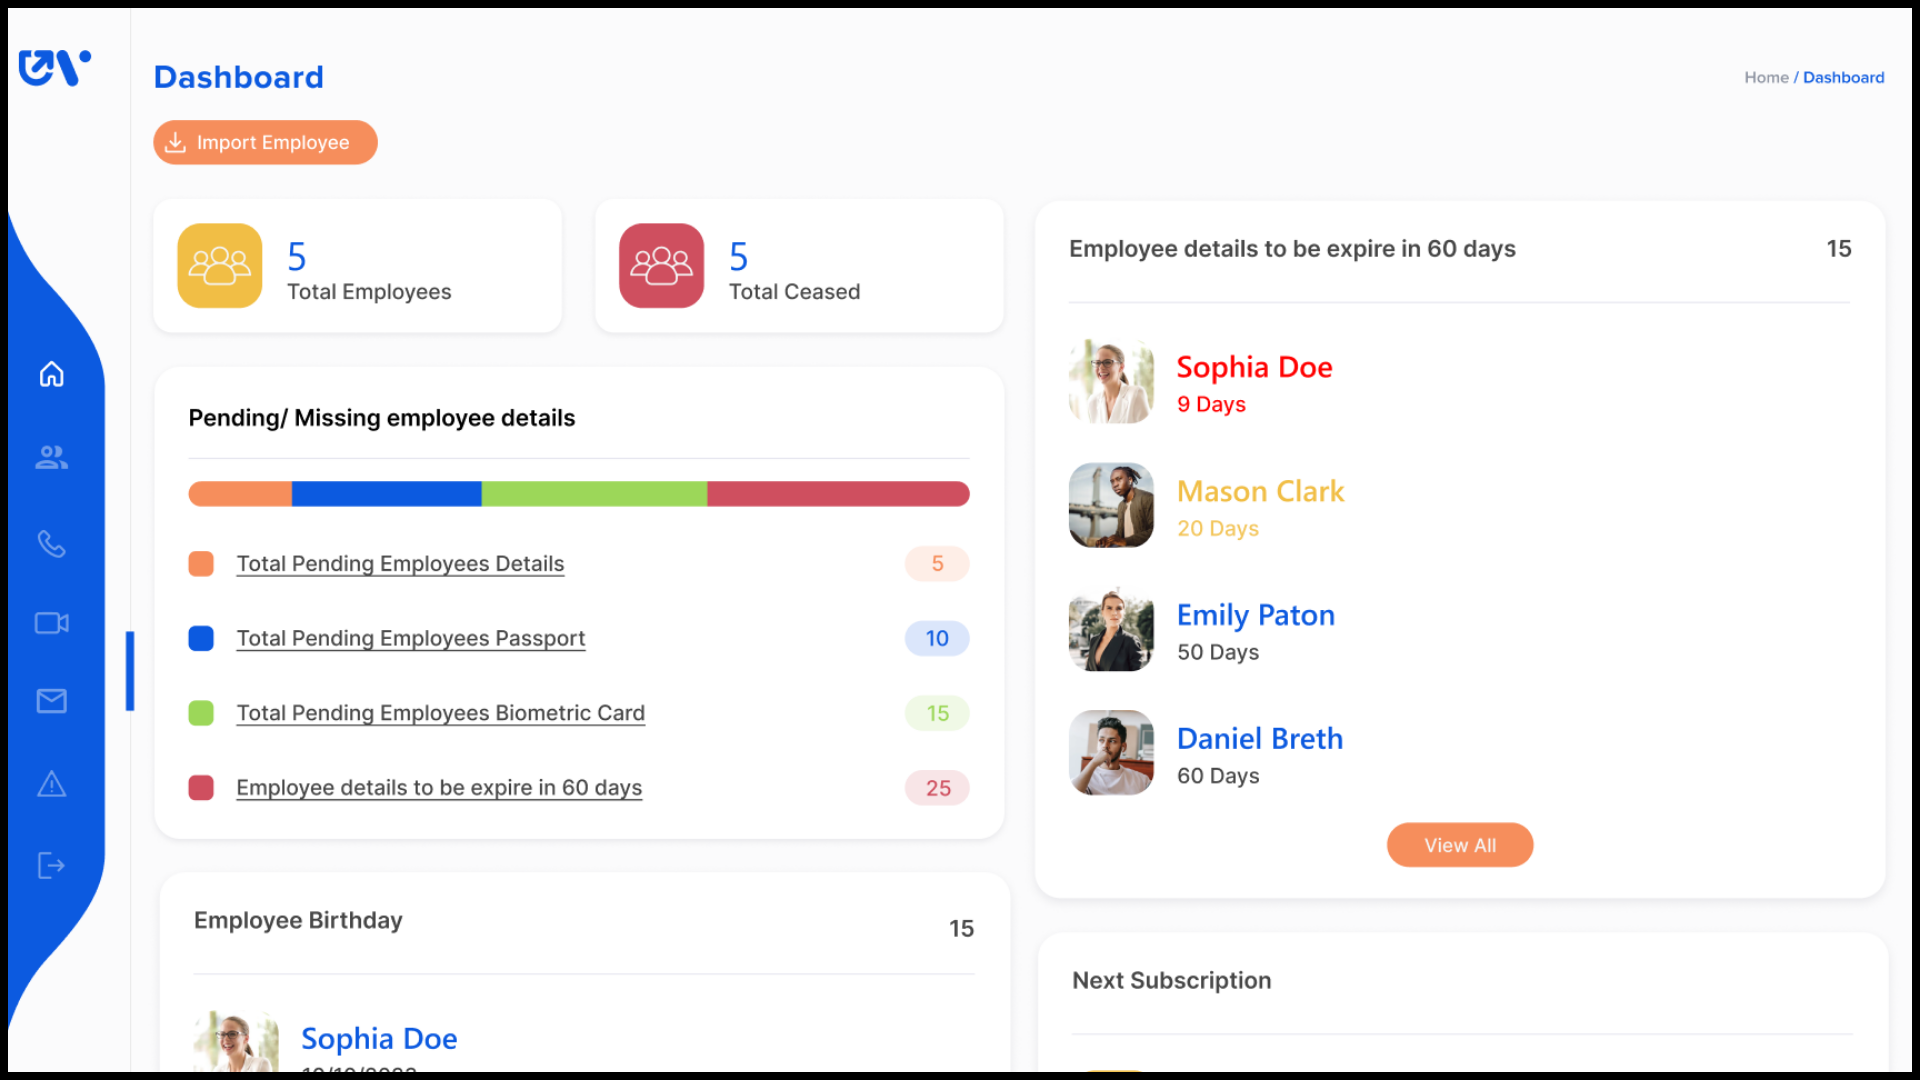 Dashboard
Home / Dashboard
Import Employee
5
Total Employees
5
Total Ceased
Pending/ Missing employee details
Total Pending Employees Details
5
Total Pending Employees Passport
10
Total Pending Employees Biometric Card
15
Employee details to be expire in 60 days
25
Employee details to be expire in 60 days
15
Sophia Doe
9 Days
Mason Clark
20 Days
Emily Paton
50 Days
Daniel Breth
60 Days
View All
Employee Birthday
15
Sophia Doe
Next Subscription